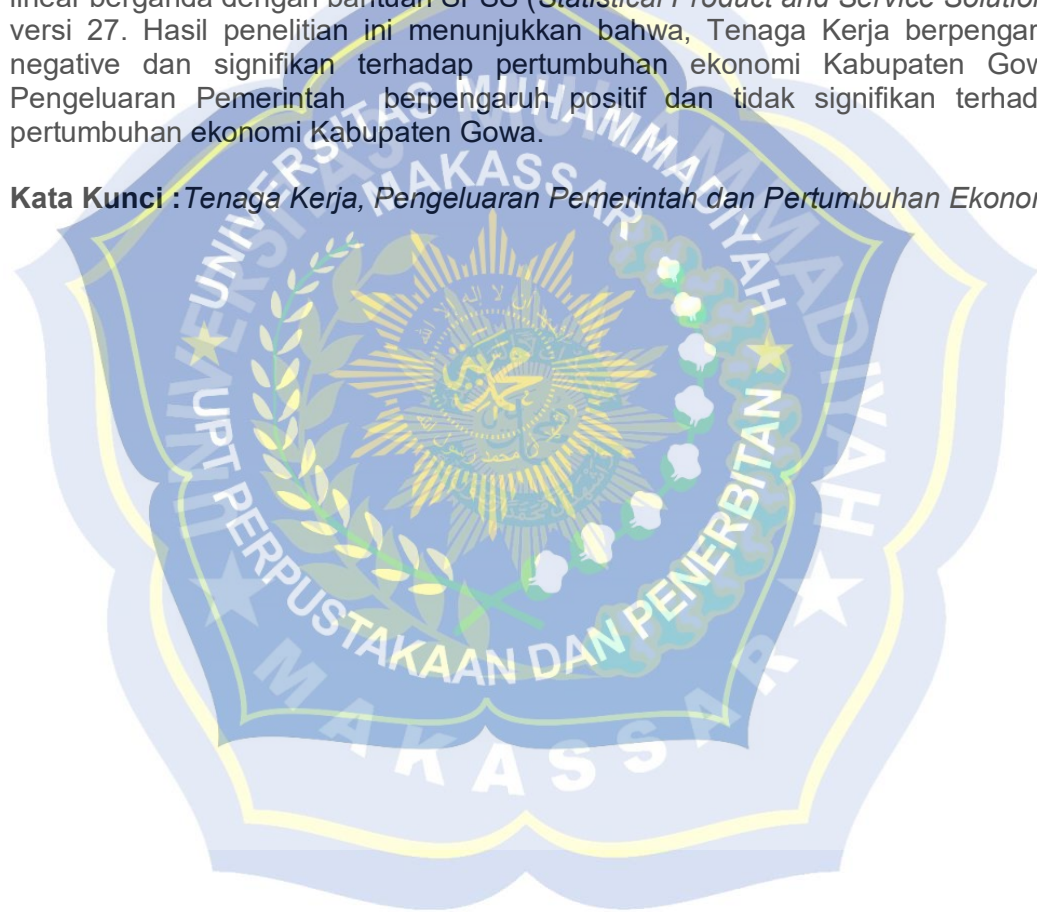 linear berganda dengan bantuan SPSS (Statistical Product and Service Solution
versi 27. Hasil penelitian ini menunjukkan bahwa, Tenaga Kerja berpengar
negative dan signifikan terhadap pertumbuhan ekonomi Kabupaten Gow
Pengeluaran Pemerintah berpengaruh positif dan tidak signifikan terhad
pertumbuhan ekonomi Kabupaten Gowa.
Kata Kunci : Tenaga Kerja, Pengeluaran Pemerintah dan Pertumbuhan Ekonor
UNIVERSITAS MUHAMMADIYAH
MAKASSAR
UPT PERPUSTAKAAN DAN PENERBITAN
UNIVERSITAS MUHAMMADIYAH
MAKASSAR